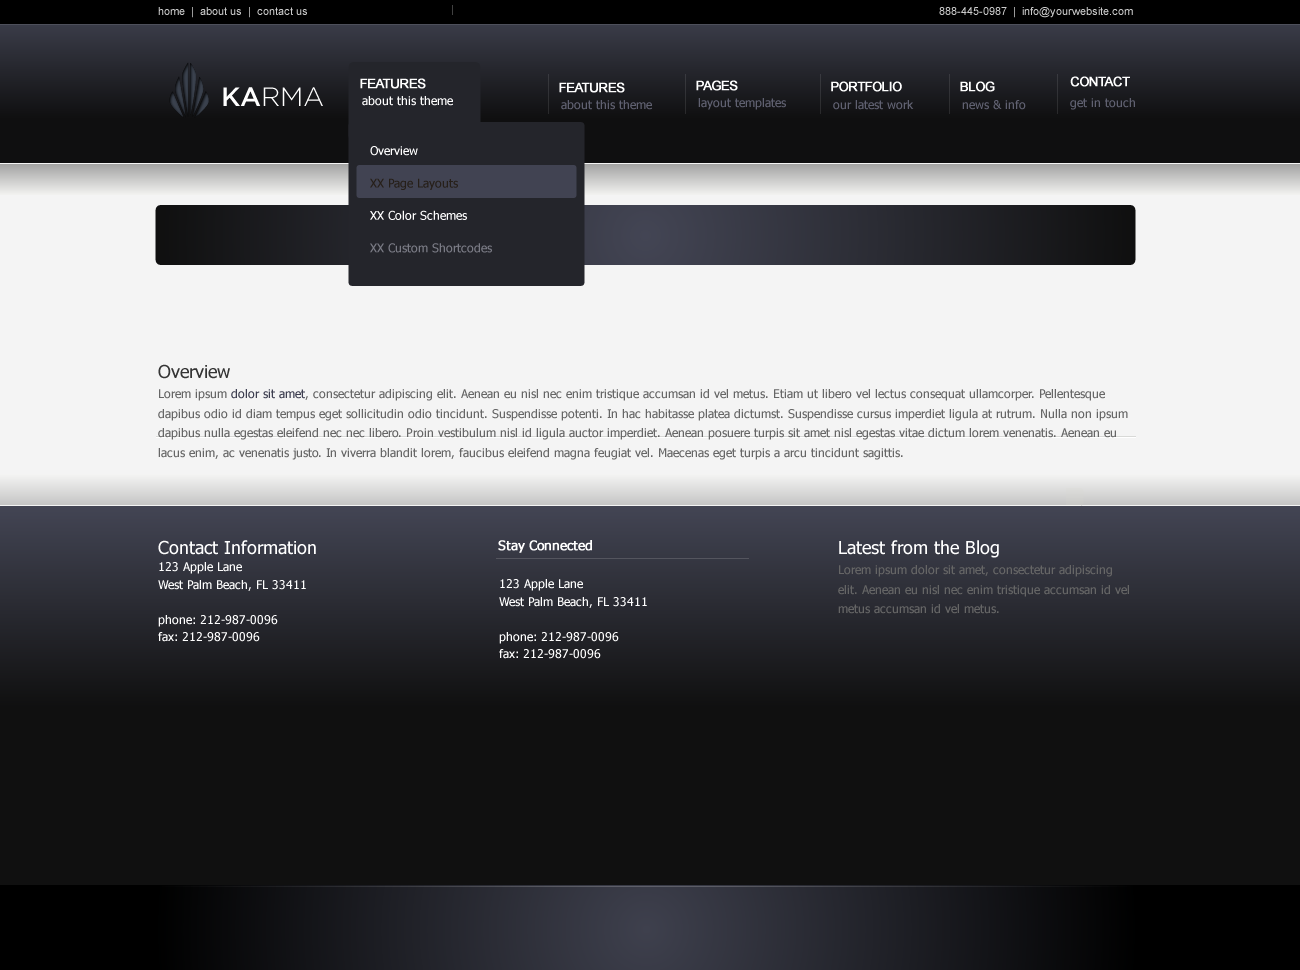 home | about us | contact us
888-445-0987 | info@yourwebsite.com
KARMA
FEATURES
about this theme
FEATURES
about this theme
PAGES
layout templates
PORTFOLIO
our latest work
BLOG
news & info
CONTACT
get in touch
Overview
XX Page Layouts
XX Color Schemes
XX Custom Shortcodes
Overview
Lorem ipsum dolor sit amet, consectetur adipiscing elit. Aenean eu nisl nec enim tristique accumsan id vel metus. Etiam ut libero vel lectus consequat ullamcorper. Pellentesque
dapibus odio id diam tempus eget sollicitudin odio tincidunt. Suspendisse potenti. In hac habitasse platea dictumst. Suspendisse cursus imperdiet ligula at rutrum. Nulla non ipsum
dapibus nulla egestas eleifend nec nec libero. Proin vestibulum nisl id ligula auctor imperdiet. Aenean posuere turpis sit amet nisl egestas vitae dictum lorem venenatis. Aenean eu
lacus enim, ac venenatis justo. In viverra blandit lorem, faucibus eleifend magna feugiat vel. Maecenas eget turpis a arcu tincidunt sagittis.
Contact Information
123 Apple Lane
West Palm Beach, FL 33411
phone: 212-987-0096
fax: 212-987-0096
Stay Connected
123 Apple Lane
West Palm Beach, FL 33411
phone: 212-987-0096
fax: 212-987-0096
Latest from the Blog
Lorem ipsum dolor sit amet, consectetur adipiscing
elit. Aenean eu nisl nec enim tristique accumsan id vel
metus accumsan id vel metus.